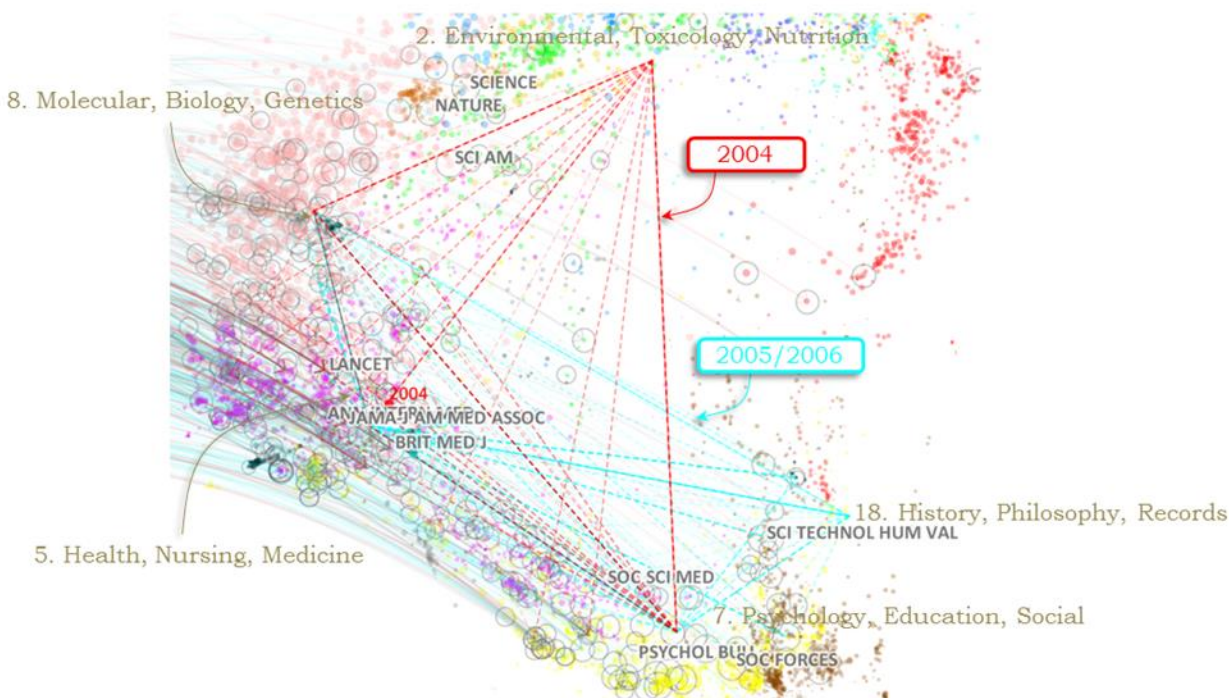 2. Environmental, Toxicology, Nutrition
SCIENCE
8. Molecular, Biology, Genetics
NATURE
2004
SCI AM
2005/2006
LANCET
2004
JAMA J AM MED ASSOC
BRIT MED J
18. History, Philosophy, Records
SCI TECHNOL HUM VAL
5. Health, Nursing, Medicine
SOC SCI MED
7. Psychology, Education, Social
PSYCHOL BULL
SOC FORCES